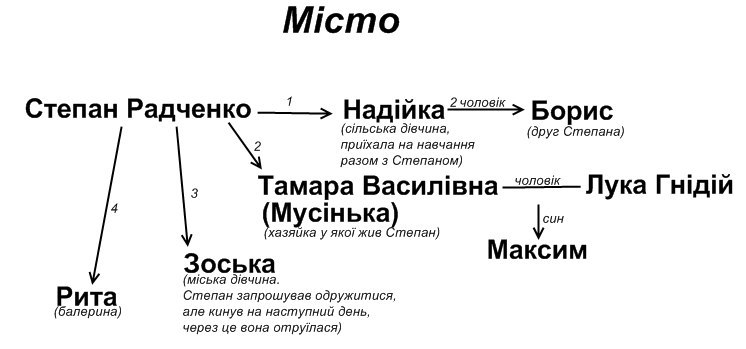 Місто
Степан Радченко
1
Надійка
2 чоловік
Борис
(сільська дівчина,
приїхала на навчання
разом з Степаном)
(друг Степана)
2
Тамара Василівна
(Мусінька)
(хазяйка у якої жив Степан)
чоловік
Лука Гнідій
син
Максим
3
Зоська
(міська дівчина.
Степан запрошував одружитися,
але кинув на наступний день,
через це вона отруїлася)
4
Рита
(балерина)